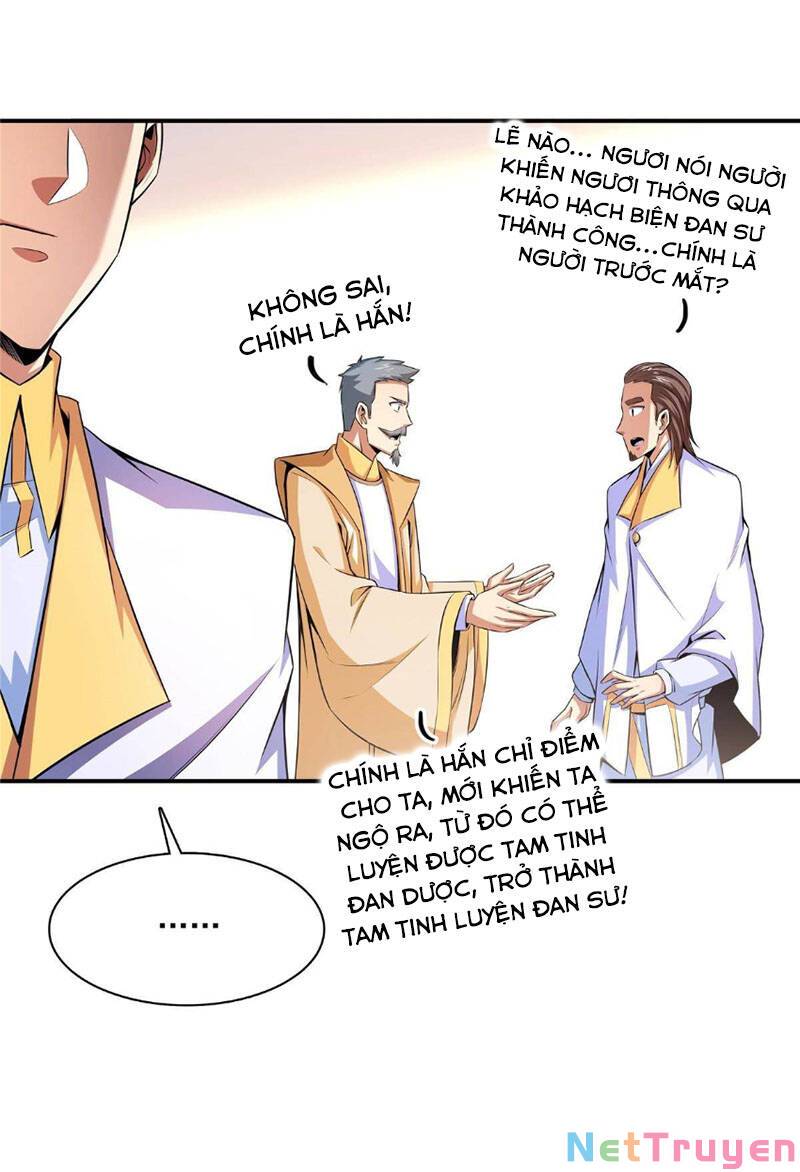 LẼ NÀO... NGƯƠI NÓI NGƯỜI
KHIẾN NGƯƠI THÔNG QUA
KHẢO HẠCH BIỆN ĐAN SƯ
THÀNH CÔNG...CHÍNH LÀ
NGƯỜI TRƯỚC MẮT?
KHÔNG SAI,
CHÍNH LÀ HẮN!
CHÍNH LÀ HẮN CHỈ ĐIỂM
CHO TA, MỚI KHIẾN TA
NGỘ RA, TỪ ĐÓ CÓ THỂ
LUYỆN ĐƯỢC TAM TINH
ĐAN DƯỢC, TRỞ THÀNH
TAM TINH LUYỆN ĐAN SƯ!
......
NetTruyen